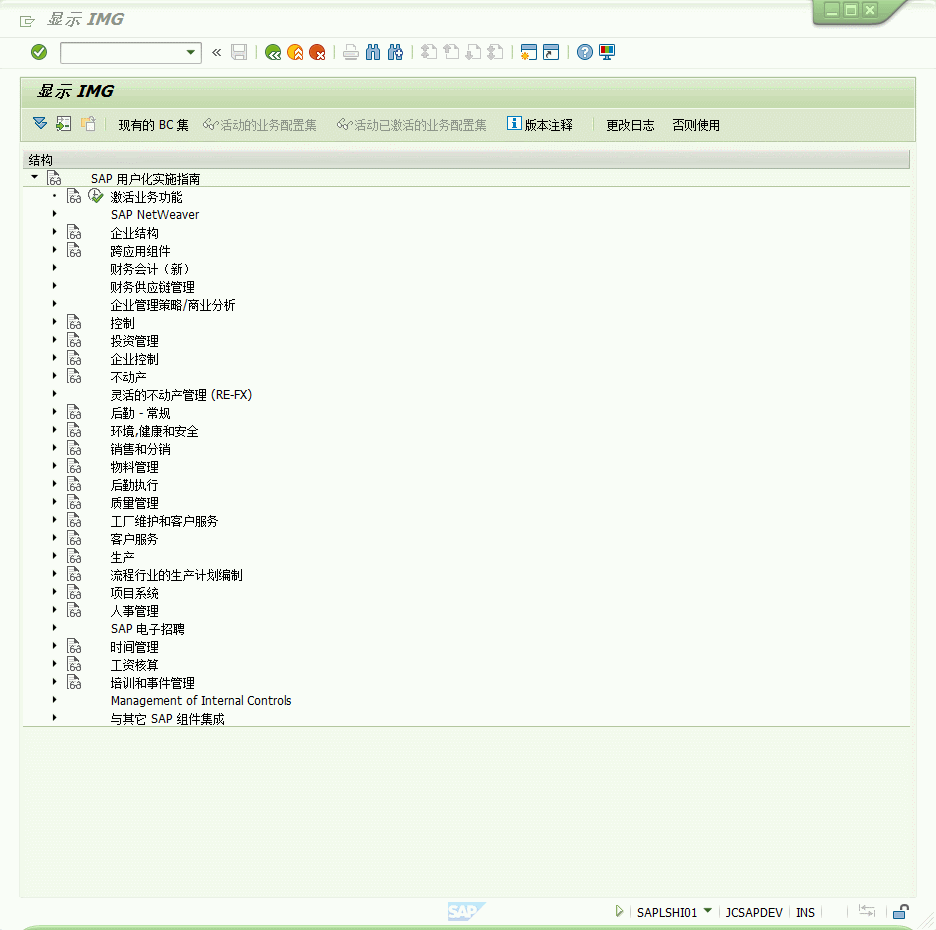 显示 IMG
«
显示 IMG
现有的 BC 集 活动的业务配置集 活动已激活的业务配置集 版本注释 更改日志 否则使用
结构
SAP 用户化实施指南
激活业务功能
SAP NetWeaver
企业结构
跨应用组件
财务会计（新）
财务供应链管理
企业管理策略/商业分析
控制
投资管理
企业控制
不动产
灵活的不动产管理 (RE-FX)
后勤 - 常规
环境,健康和安全
销售和分销
物料管理
后勤执行
质量管理
工厂维护和客户服务
客户服务
生产
流程行业的生产计划编制
项目系统
人事管理
SAP 电子招聘
时间管理
工资核算
培训和事件管理
Management of Internal Controls
与其它 SAP 组件集成
SAP SAPLSHI01 JCSAPDEV INS